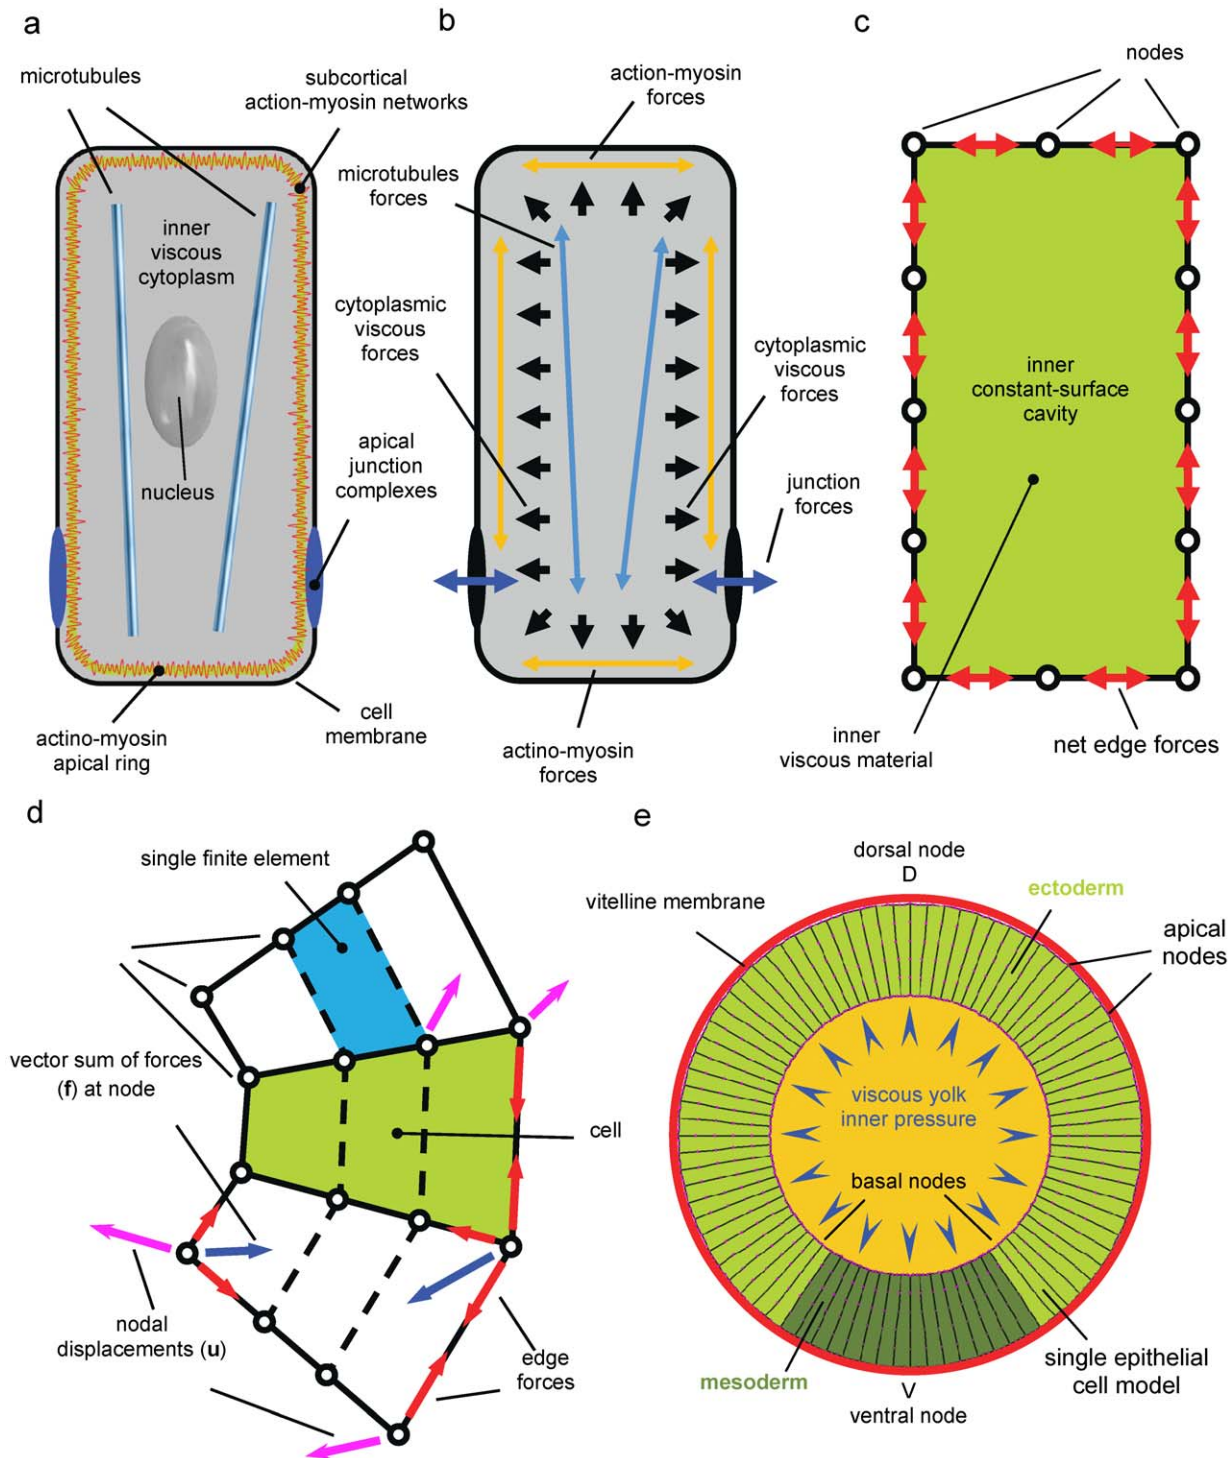 a
microtubules
subcortical
action-myosin networks
inner
viscous
cytoplasm
nucleus
apical
junction
complexes
cell
membrane
actino-myosin
apical ring
b
action-myosin
forces
microtubules
forces
cytoplasmic
viscous
forces
cytoplasmic
viscous
forces
junction
forces
actino-myosin
forces
c
nodes
inner
constant-surface
cavity
inner
viscous material
net edge forces
d
single finite element
vector sum of forces
(f) at node
cell
nodal
displacements (u)
edge
forces
e
dorsal node
D
vitelline membrane
ectoderm
apical
nodes
viscous yolk
inner pressure
basal nodes
mesoderm
V
ventral node
single epithelial
cell model